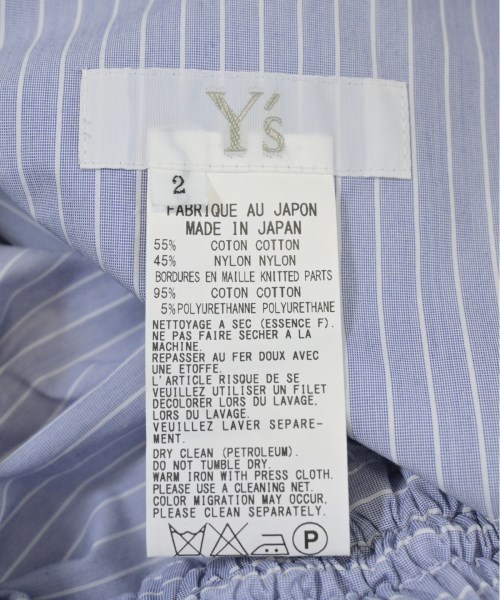 Y's
2
FABRIQUE AU JAPON
MADE IN JAPAN
55% COTON COTTON
45% NYLON NYLON
BORDURES EN MAILLE KNITTED PARTS
95% COTON COTTON
5% POLYURETHANNE POLYURETHANE
NETTOYAGE A SEC (ESSENCE F).
NE PAS FAIRE SECHER A LA
MACHINE.
REPASSER AU FER DOUX AVEC
UNE ETOFFE.
L'ARTICLE RISQUE DE SE
VEUILLEZ UTILISER UN FILET
DECOLORER LORS DU LAVAGE.
LORS DU LAVAGE.
VEUILLEZ LAVER SEPARE-
MENT.
DRY CLEAN (PETROLEUM).
DO NOT TUMBLE DRY.
WARM IRON WITH PRESS CLOTH.
PLEASE USE A CLEANING NET.
COLOR MIGRATION MAY OCCUR.
PLEASE CLEAN SEPARATELY.
P